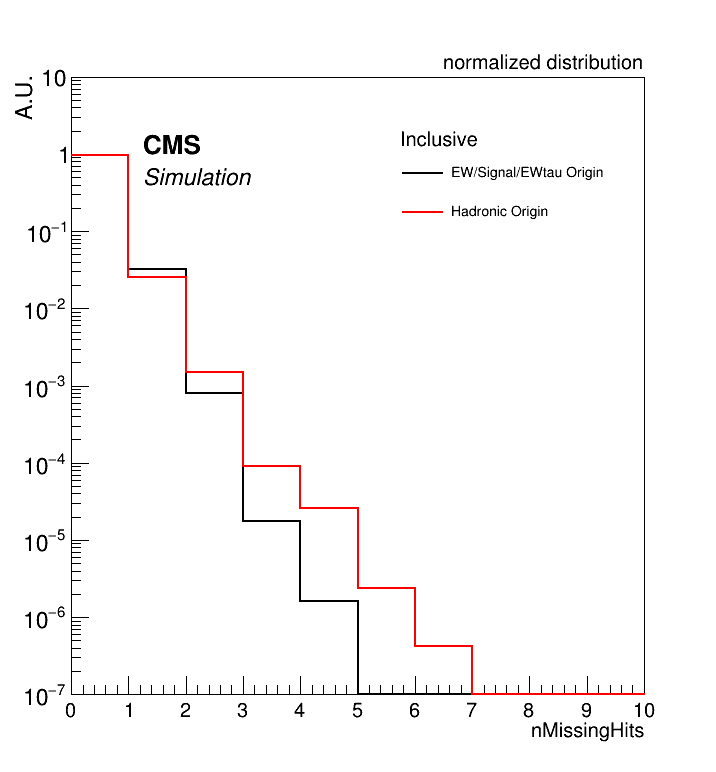 normalized distribution
A.U.
10
CMS
Simulation
Inclusive
EW/Signal/EWtau Origin
Hadronic Origin
1
10⁻¹
10⁻²
10⁻³
10⁻⁴
10⁻⁵
10⁻⁶
10⁻⁷
0 1 2 3 4 5 6 7 8 9 10
nMissingHits